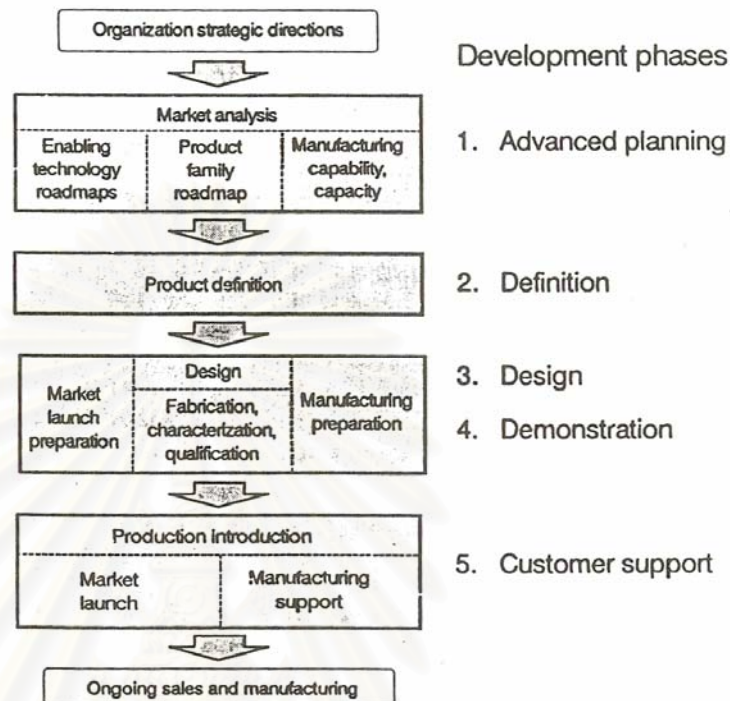 Organization strategic directions
Development phases
Market analysis
Enabling
technology
roadmaps
Product
family
roadmap
Manufacturing
capability,
capacity
1. Advanced planning
Product definition
2. Definition
Market
launch
preparation
Design
Fabrication,
characterization,
qualification
Manufacturing
preparation
3. Design
4. Demonstration
Production introduction
Market
launch
Manufacturing
support
5. Customer support
Ongoing sales and manufacturing